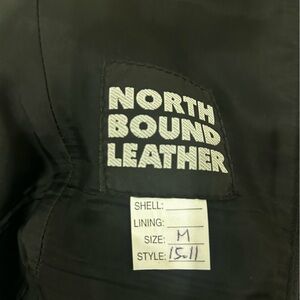 NORTH
BOUND
LEATHER
SHELL:
LINING:
SIZE: M
STYLE: 15-11